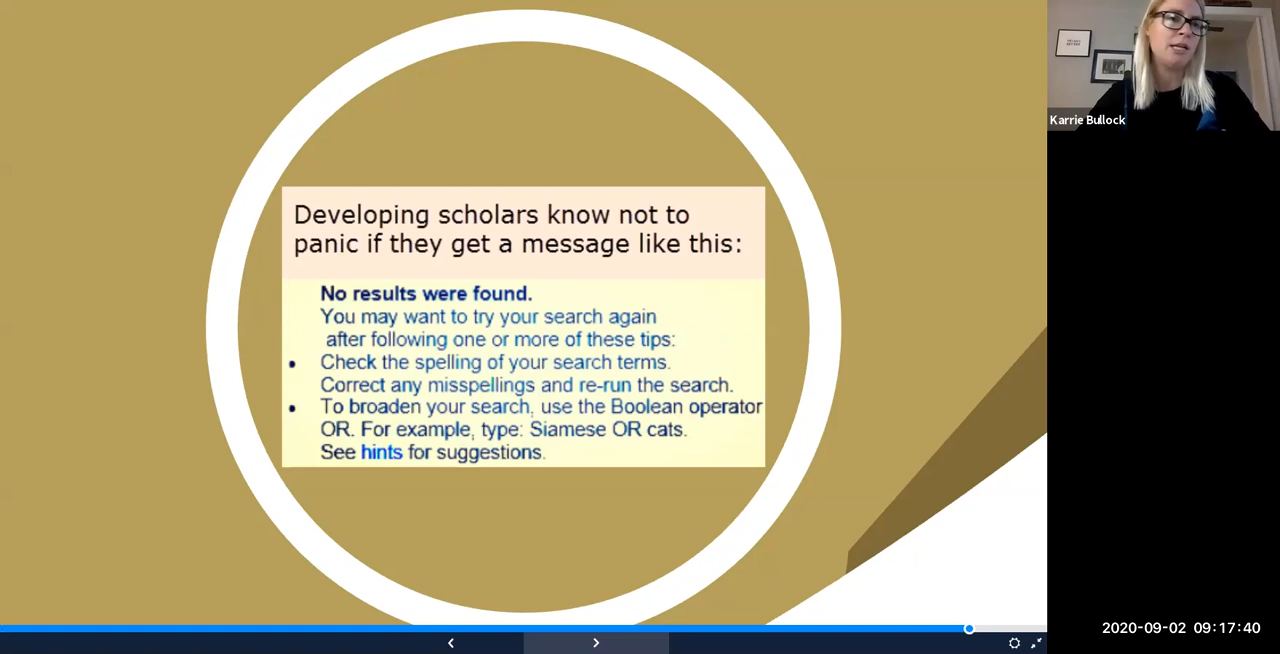 Developing scholars know not to
panic if they get a message like this:
No results were found.
You may want to try your search again
after following one or more of these tips:
• Check the spelling of your search terms.
Correct any misspellings and re-run the search.
• To broaden your search, use the Boolean operator
OR. For example, type: Siamese OR cats.
See hints for suggestions.
Karrie Bullock
2020-09-02 09:17:40